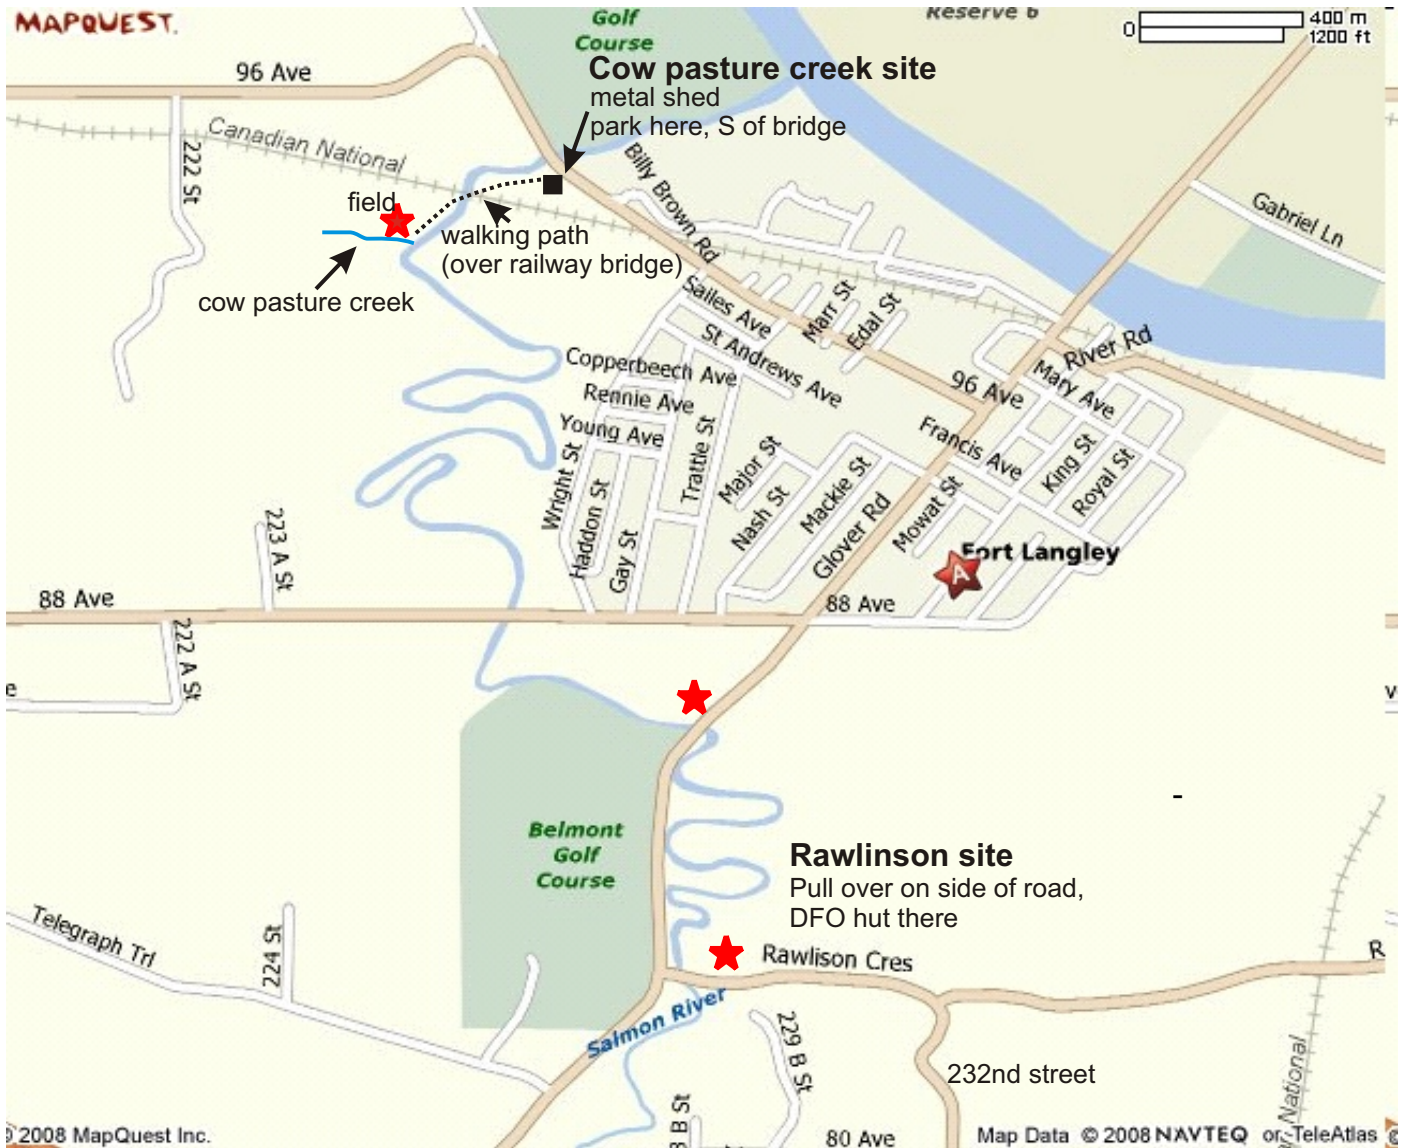 MAPQUEST.
Golf
Course
Reserve 6
0
400 m
1200 ft
96 Ave
Cow pasture creek site
metal shed
park here, S of bridge
Canadian National
222 St
Billy Brown Rd
Gabriel Ln
field
walking path
(over railway bridge)
cow pasture creek
Sailes Ave
Marr St
Edal St
St Andrews Ave
River Rd
Copperbeech Ave
96 Ave
Mary Ave
Rennie Ave
Young Ave
Francis Ave
Wright St
Haddon St
Gay St
Trattle St
Major St
Nash St
Mackie St
Glover Rd
Mowat St
King St
Royal St
A
Fort Langley
223 A St
88 Ave
88 Ave
222 A St
e
Belmont
Golf
Course
Rawlinson site
Pull over on side of road,
DFO hut there
Telegraph Trl
224 St
Rawlison Cres
R
Salmon River
229 B St
232nd street
National
B St
80 Ave
2008 MapQuest Inc.
Map Data © 2008 NAVTEQ or TeleAtlas